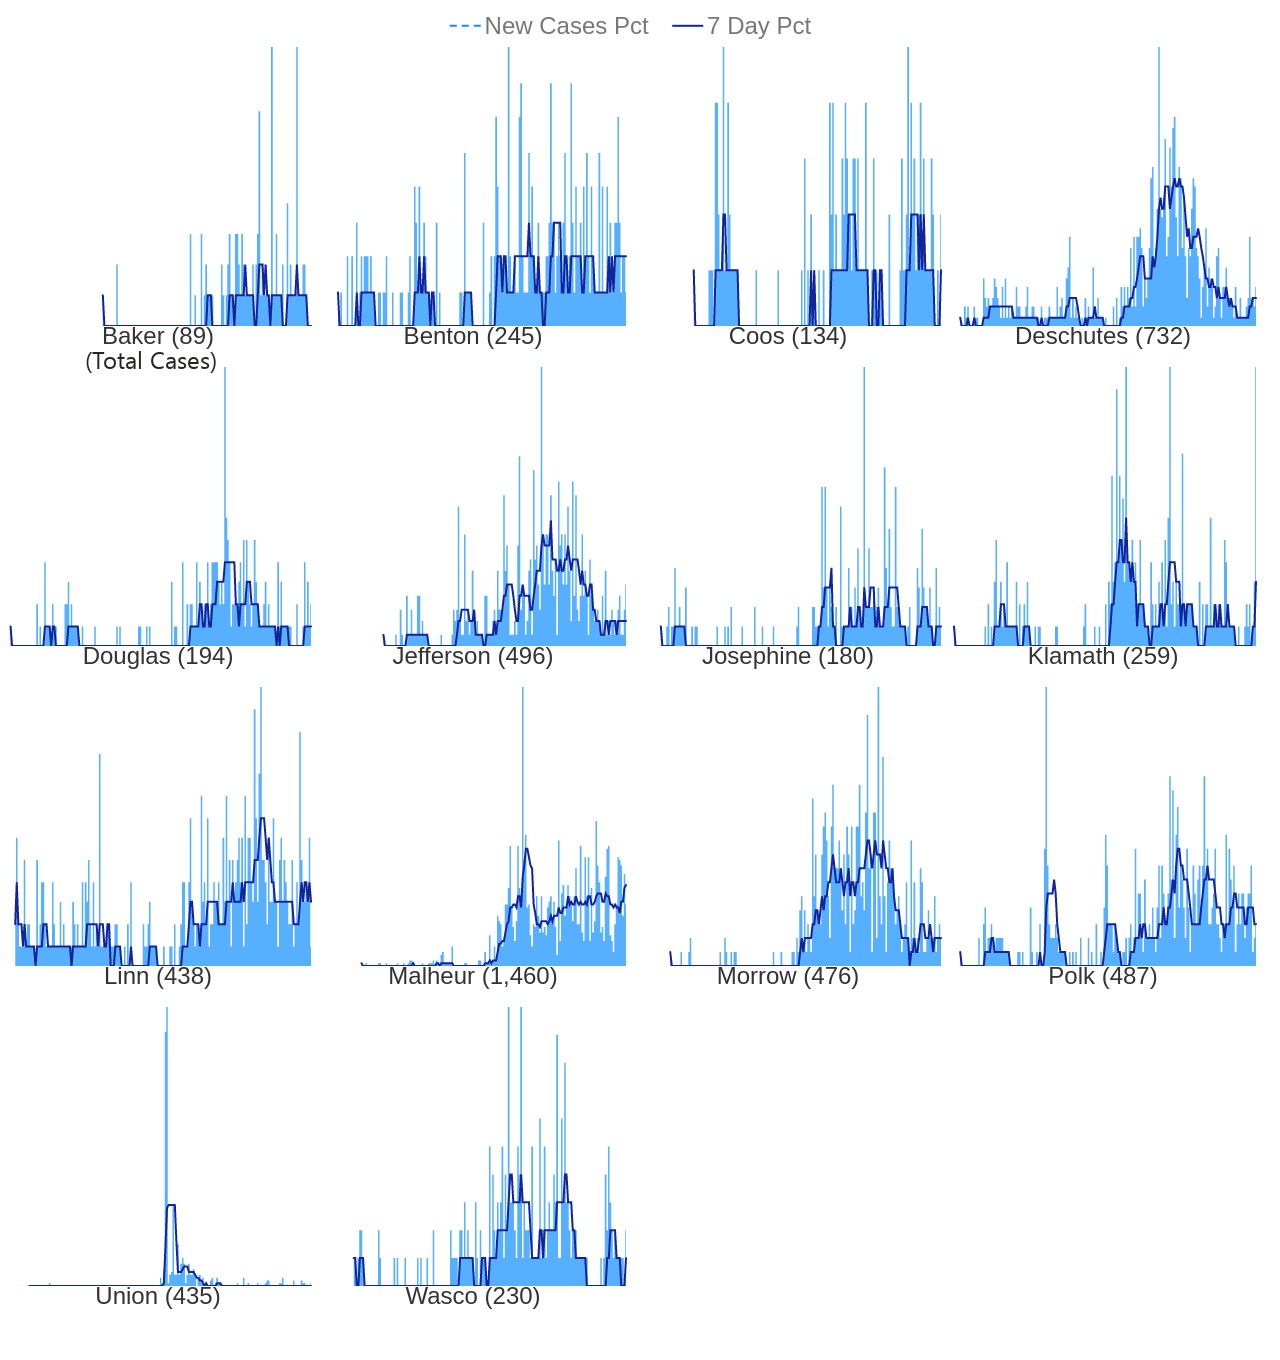 New Cases Pct 7 Day Pct
Baker (89) Benton (245) Coos (134) Deschutes (732)
(Total Cases)
Douglas (194) Jefferson (496) Josephine (180) Klamath (259)
Linn (438) Malheur (1,460) Morrow (476) Polk (487)
Union (435) Wasco (230)